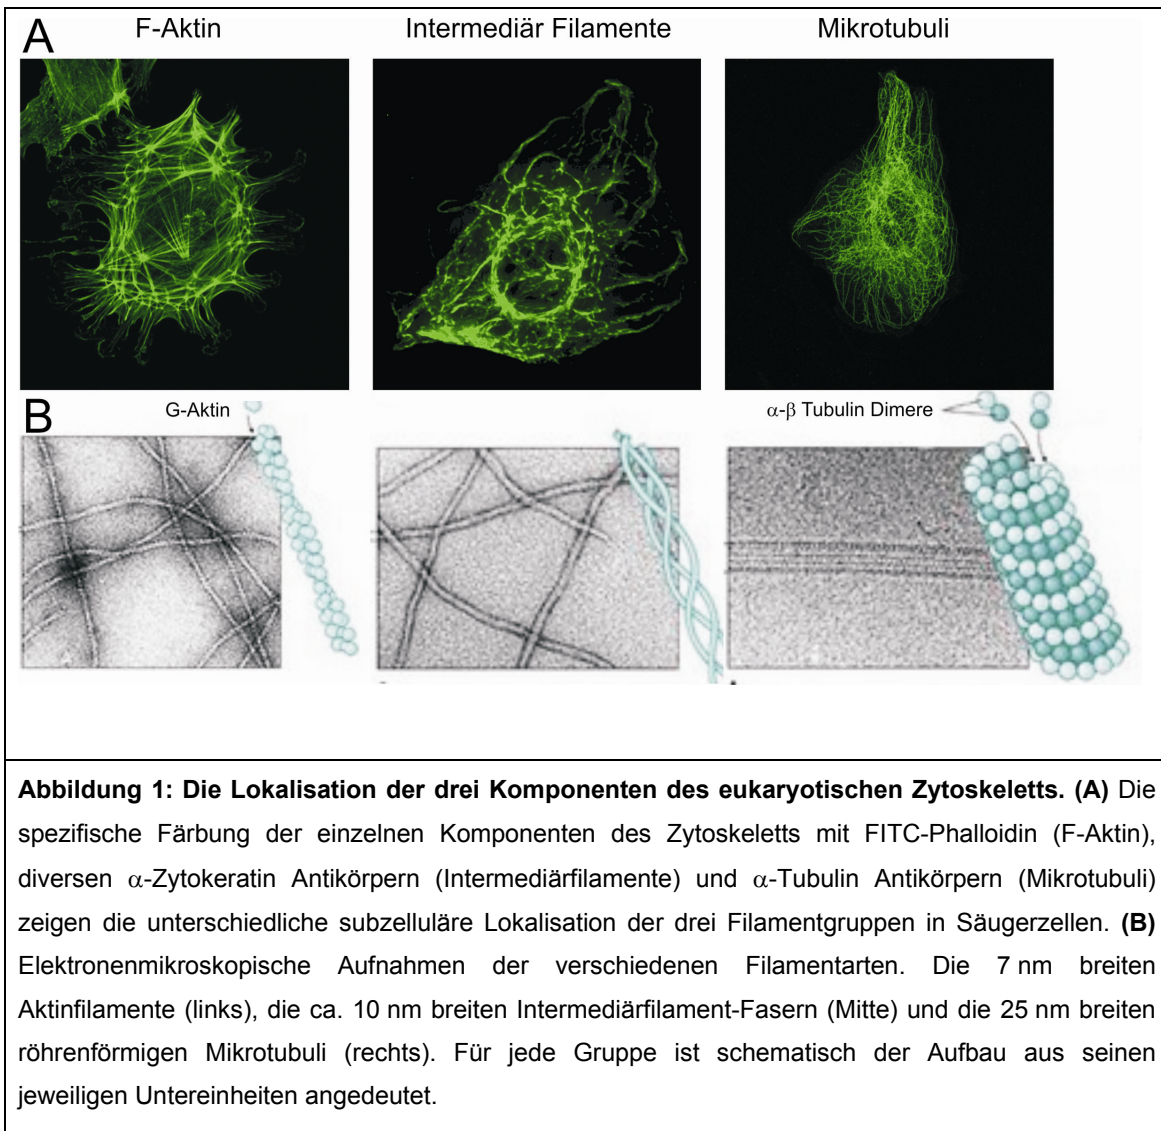 A
F-Aktin
Intermediär Filamente
Mikrotubuli
B
G-Aktin
α-β Tubulin Dimere
Abbildung 1: Die Lokalisation der drei Komponenten des eukaryotischen Zytoskeletts. (A) Die
spezifische Färbung der einzelnen Komponenten des Zytoskeletts mit FITC-Phalloidin (F-Aktin),
diversen α-Zytokeratin Antikörpern (Intermediärfilamente) und α-Tubulin Antikörpern (Mikrotubuli)
zeigen die unterschiedliche subzelluläre Lokalisation der drei Filamentgruppen in Säugerzellen. (B)
Elektronenmikroskopische Aufnahmen der verschiedenen Filamentarten. Die 7 nm breiten
Aktinfilamente (links), die ca. 10 nm breiten Intermediärfilament-Fasern (Mitte) und die 25 nm breiten
röhrenförmigen Mikrotubuli (rechts). Für jede Gruppe ist schematisch der Aufbau aus seinen
jeweiligen Untereinheiten angedeutet.